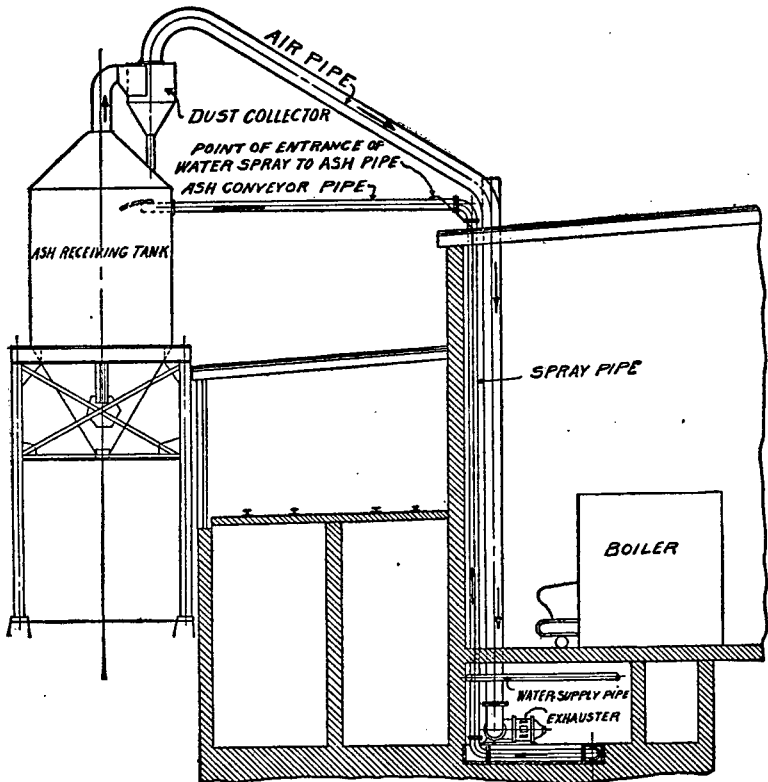 AIR PIPE
DUST COLLECTOR
POINT OF ENTRANCE OF
WATER SPRAY TO ASH PIPE
ASH CONVEYOR PIPE
ASH RECEIVING TANK
SPRAY PIPE
BOILER
WATER SUPPLY PIPE
EXHAUSTER